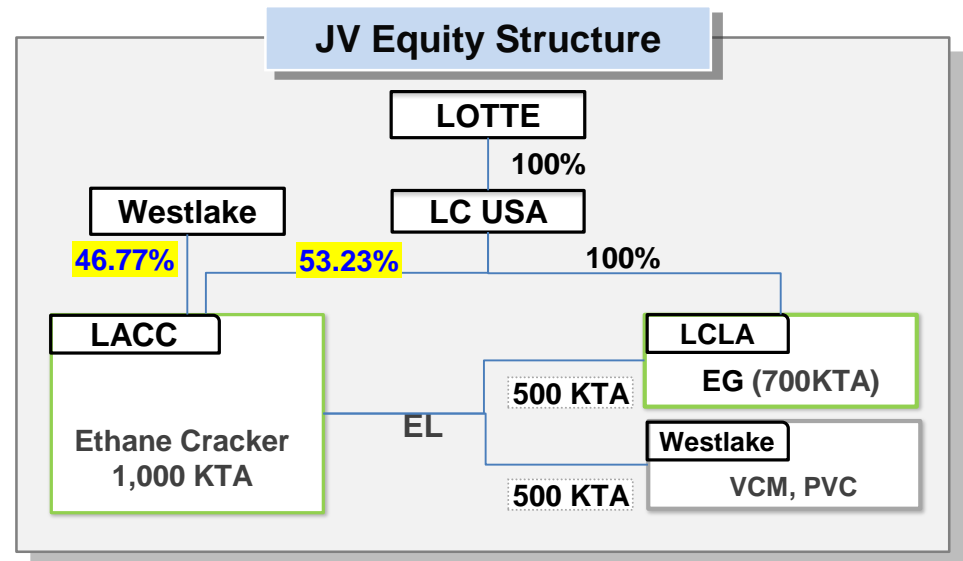 JV Equity Structure
LOTTE
100%
Westlake
LC USA
46.77%
53.23%
100%
LACC
Ethane Cracker
1,000 KTA
EL
500 KTA
500 KTA
LCLA
EG (700KTA)
Westlake
VCM, PVC